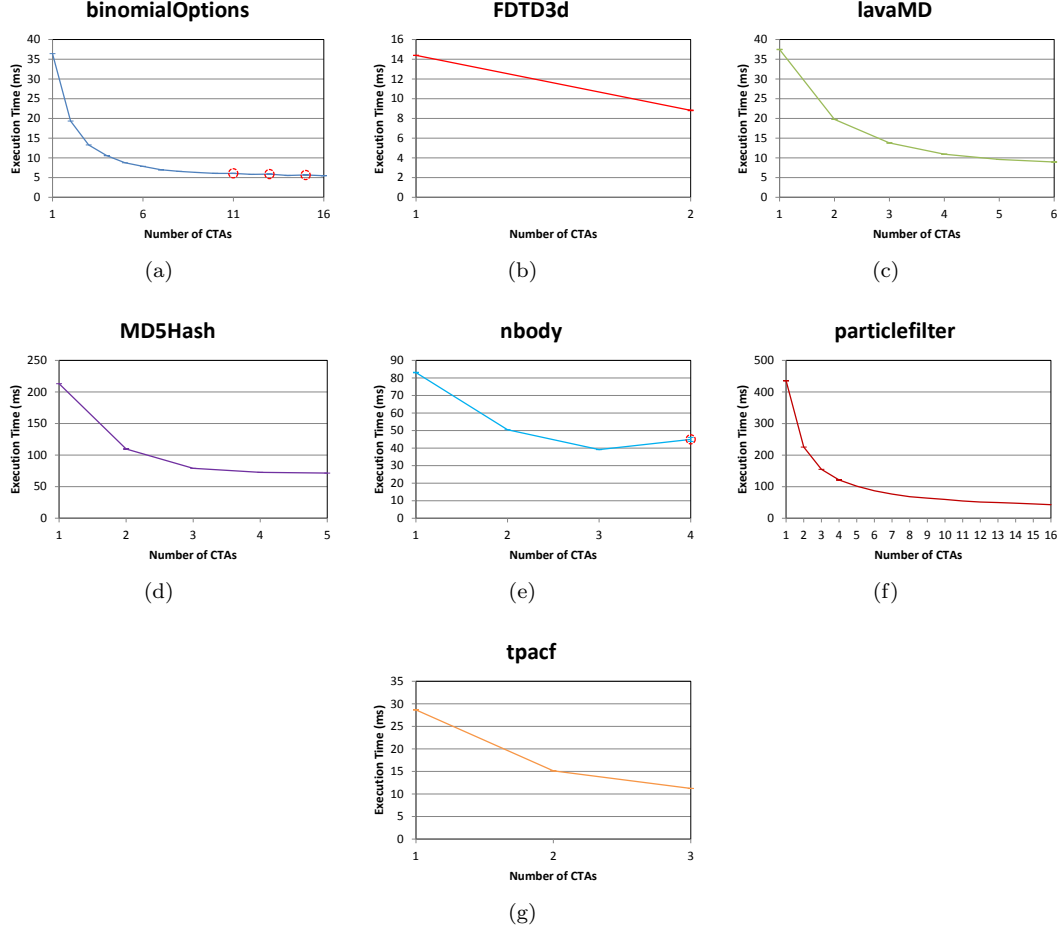 binomialOptions
Execution Time (ms)
40
35
30
25
20
15
10
5
0
1 6 11 16
Number of CTAs
(a)
FDTD3d
Execution Time (ms)
16
14
12
10
8
6
4
2
0
1 2
Number of CTAs
(b)
lavaMD
Execution Time (ms)
40
35
30
25
20
15
10
5
0
1 2 3 4 5 6
Number of CTAs
(c)
MD5Hash
Execution Time (ms)
250
200
150
100
50
0
1 2 3 4 5
Number of CTAs
(d)
nbody
Execution Time (ms)
90
80
70
60
50
40
30
20
10
0
1 2 3 4
Number of CTAs
(e)
particlefilter
Execution Time (ms)
500
400
300
200
100
0
1 2 3 4 5 6 7 8 9 10 11 12 13 14 15 16
Number of CTAs
(f)
tpacf
Execution Time (ms)
35
30
25
20
15
10
5
0
1 2 3
Number of CTAs
(g)